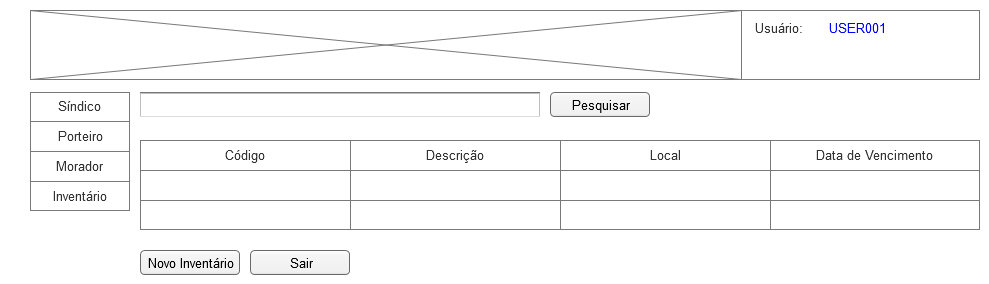 Usuário: USER001
Síndico
Porteiro
Morador
Inventário
Pesquisar
Código Descrição Local Data de Vencimento
Novo Inventário Sair